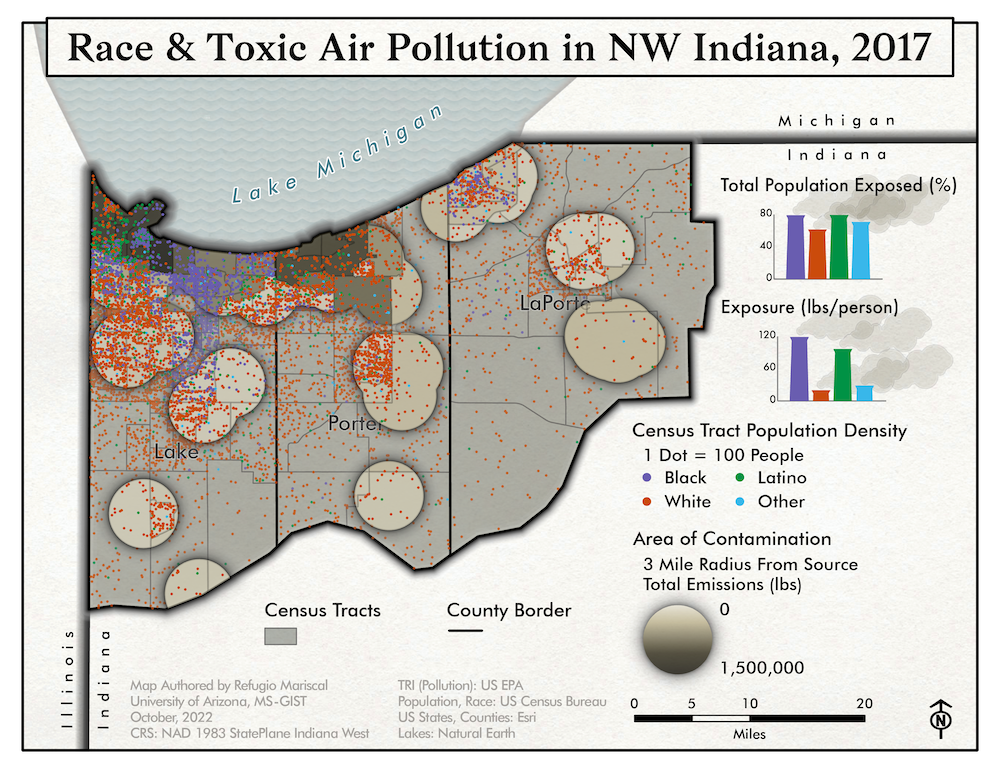 Race & Toxic Air Pollution in NW Indiana, 2017
Lake Michigan
Michigan
Indiana
Total Population Exposed (%)
80
40
0
Exposure (lbs/person)
120
60
0
LaPorte
Porter
Lake
Census Tract Population Density
1 Dot = 100 People
Black
Latino
White
Other
Area of Contamination
3 Mile Radius From Source
Total Emissions (lbs)
0
1,500,000
Census Tracts
County Border
Illinois
Indiana
Map Authored by Refugio Mariscal
University of Arizona, MS-GIST
October, 2022
CRS: NAD 1983 StatePlane Indiana West
TRI (Pollution): US EPA
Population, Race: US Census Bureau
US States, Counties: Esri
Lakes: Natural Earth
0 5 10 20
Miles
N